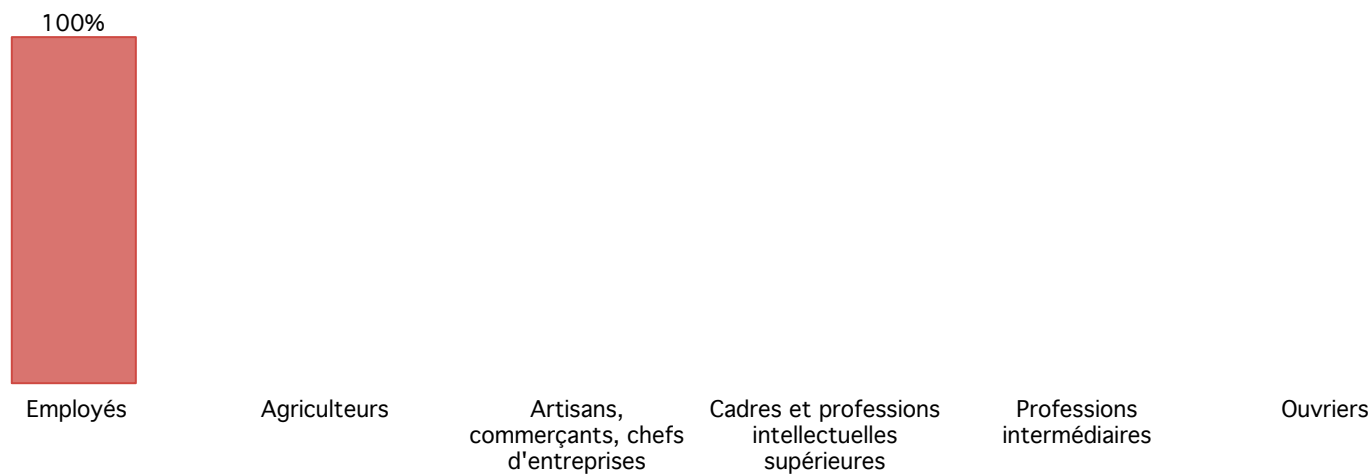 100%
Employés
Agriculteurs
Artisans,
commerçants, chefs
d'entreprises
Cadres et professions
intellectuelles
supérieures
Professions
intermédiaires
Ouvriers